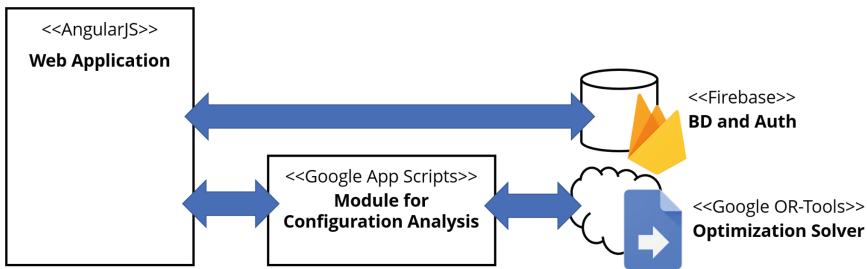 <<AngularJS>>
Web Application
<<Firebase>>
BD and Auth
<<Google App Scripts>>
Module for
Configuration Analysis
<<Google OR-Tools>>
Optimization Solver